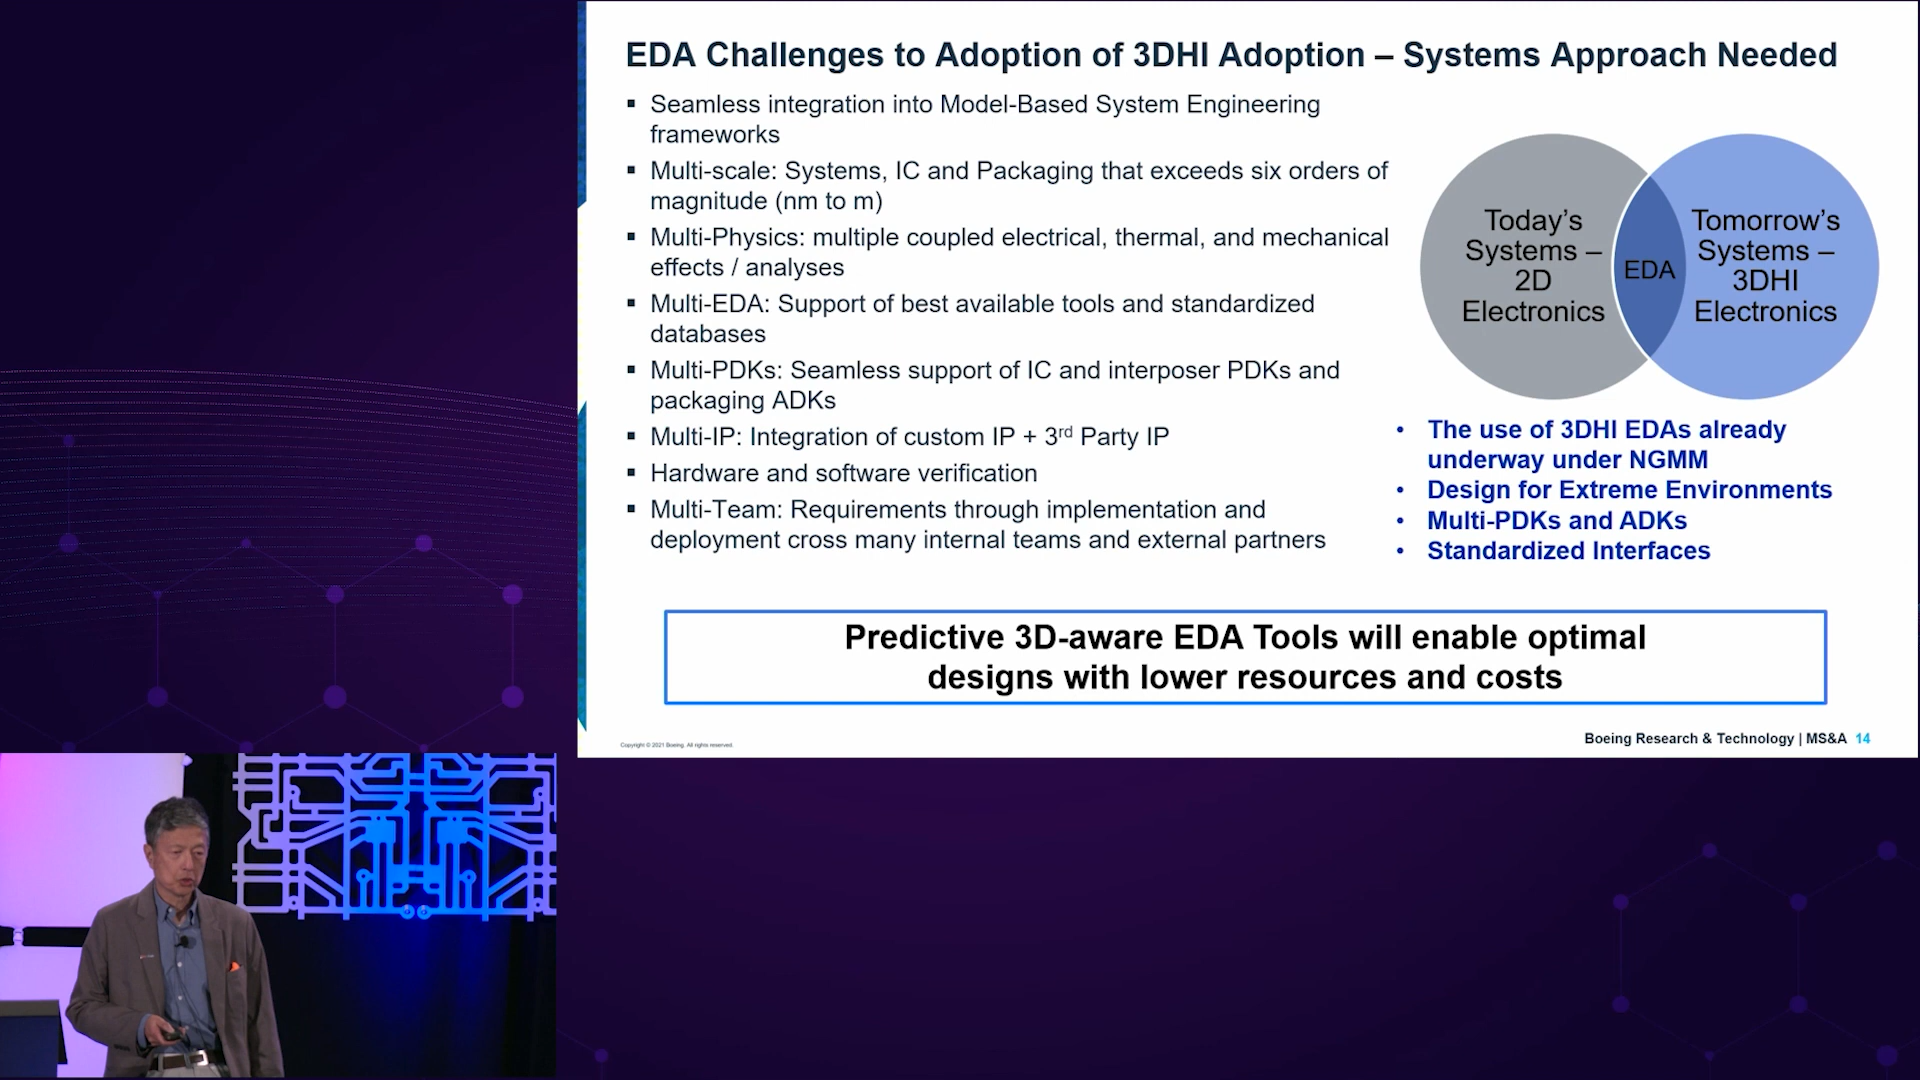 EDA Challenges to Adoption of 3DHI Adoption – Systems Approach Needed
▪ Seamless integration into Model-Based System Engineering
frameworks
▪ Multi-scale: Systems, IC and Packaging that exceeds six orders of
magnitude (nm to m)
▪ Multi-Physics: multiple coupled electrical, thermal, and mechanical
effects / analyses
▪ Multi-EDA: Support of best available tools and standardized
databases
▪ Multi-PDKs: Seamless support of IC and interposer PDKs and
packaging ADKs
▪ Multi-IP: Integration of custom IP + 3rd Party IP
▪ Hardware and software verification
▪ Multi-Team: Requirements through implementation and
deployment cross many internal teams and external partners
Today’s
Systems –
2D
Electronics
EDA
Tomorrow’s
Systems –
3DHI
Electronics
• The use of 3DHI EDAs already
underway under NGMM
• Design for Extreme Environments
• Multi-PDKs and ADKs
• Standardized Interfaces
Predictive 3D-aware EDA Tools will enable optimal
designs with lower resources and costs
Copyright © 2021 Boeing. All rights reserved.
Boeing Research & Technology | MS&A 14